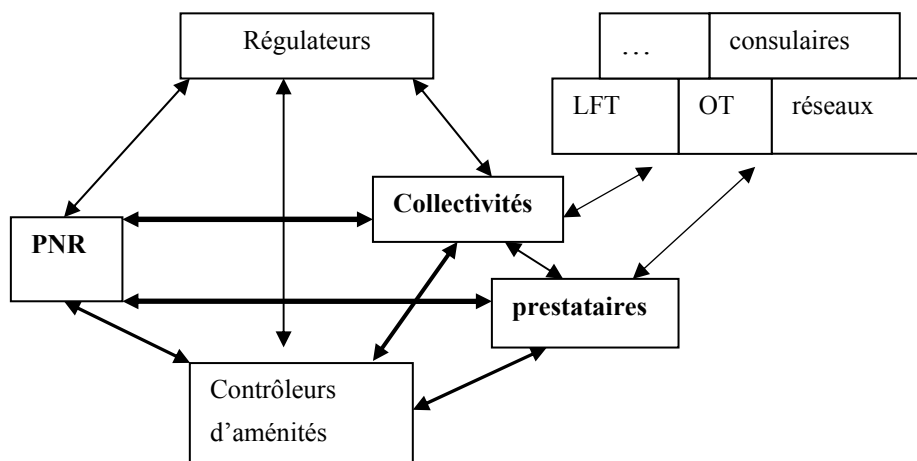 Régulateurs
…
consulaires
LFT
OT
réseaux
Collectivités
PNR
prestataires
Contrôleurs
d’aménités